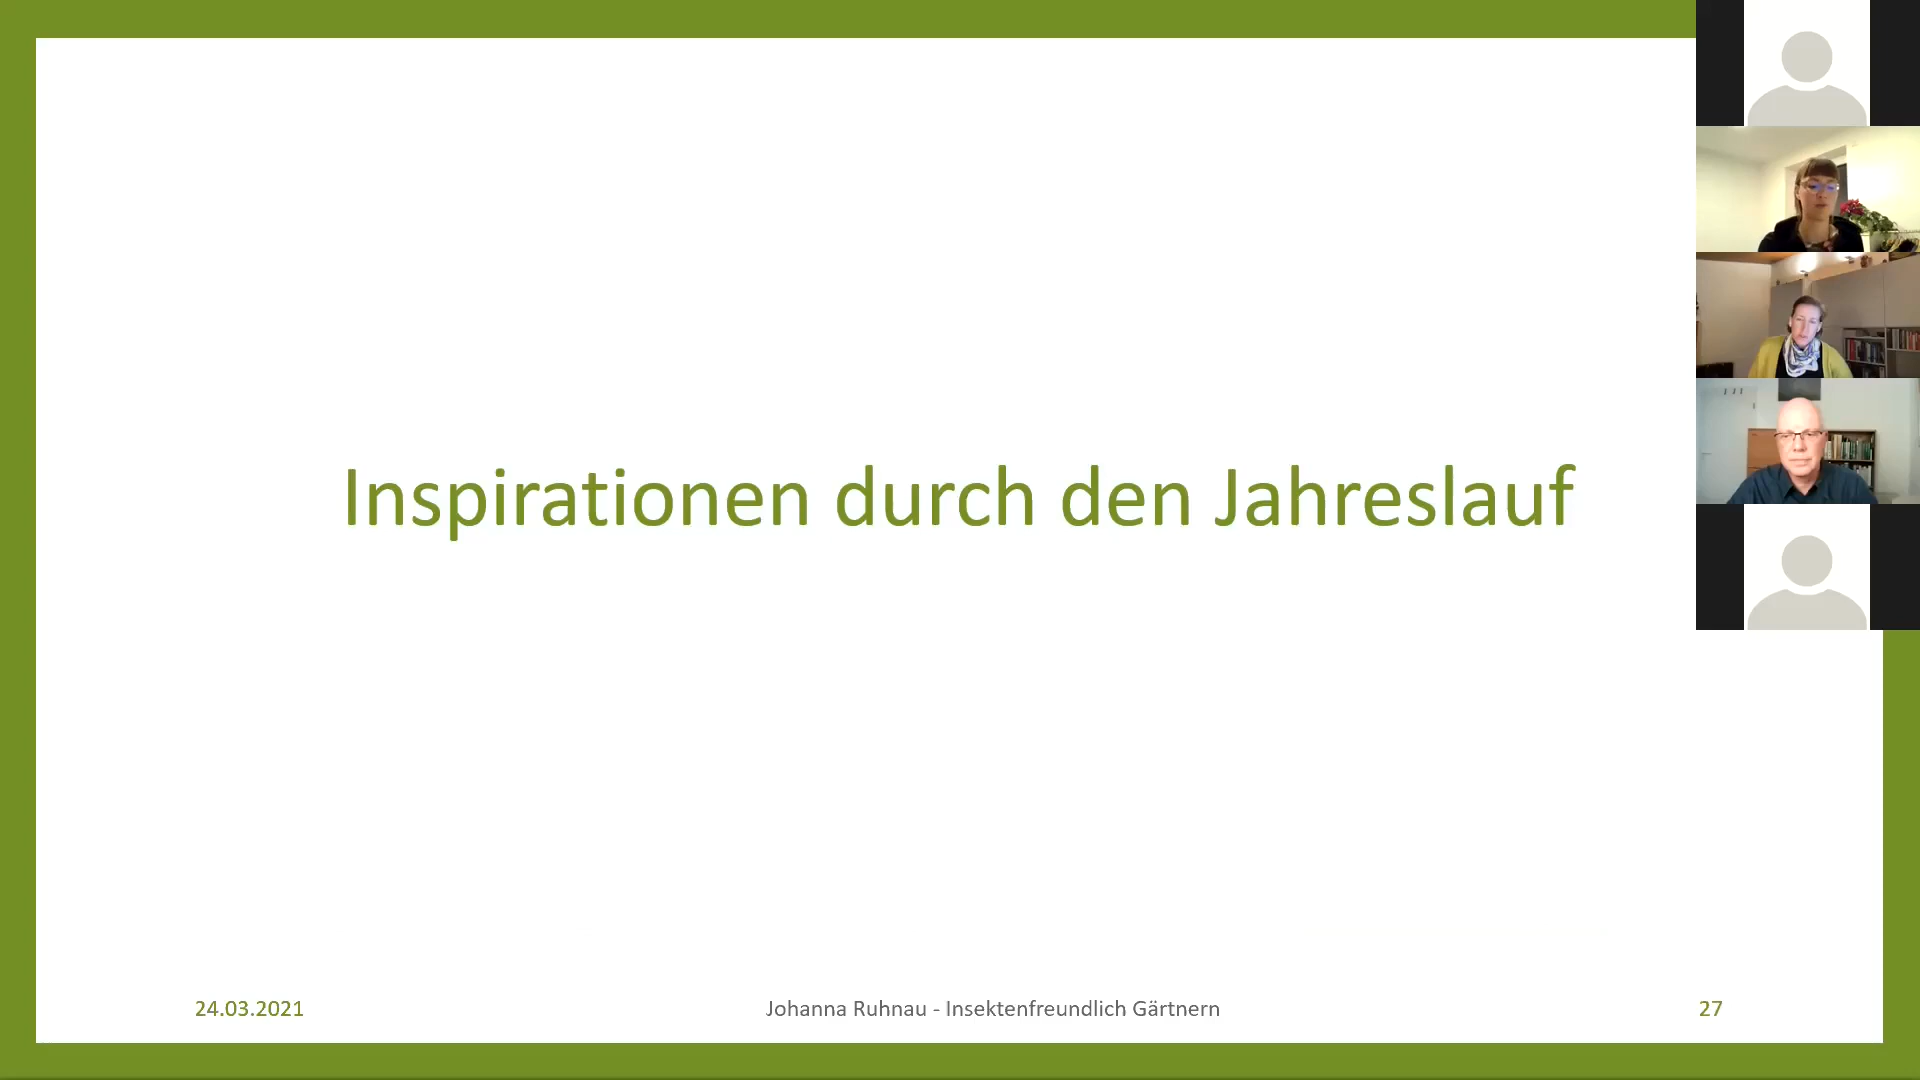 Inspirationen durch den Jahreslauf
24.03.2021
Johanna Ruhnau - Insektenfreundlich Gärtnern
27